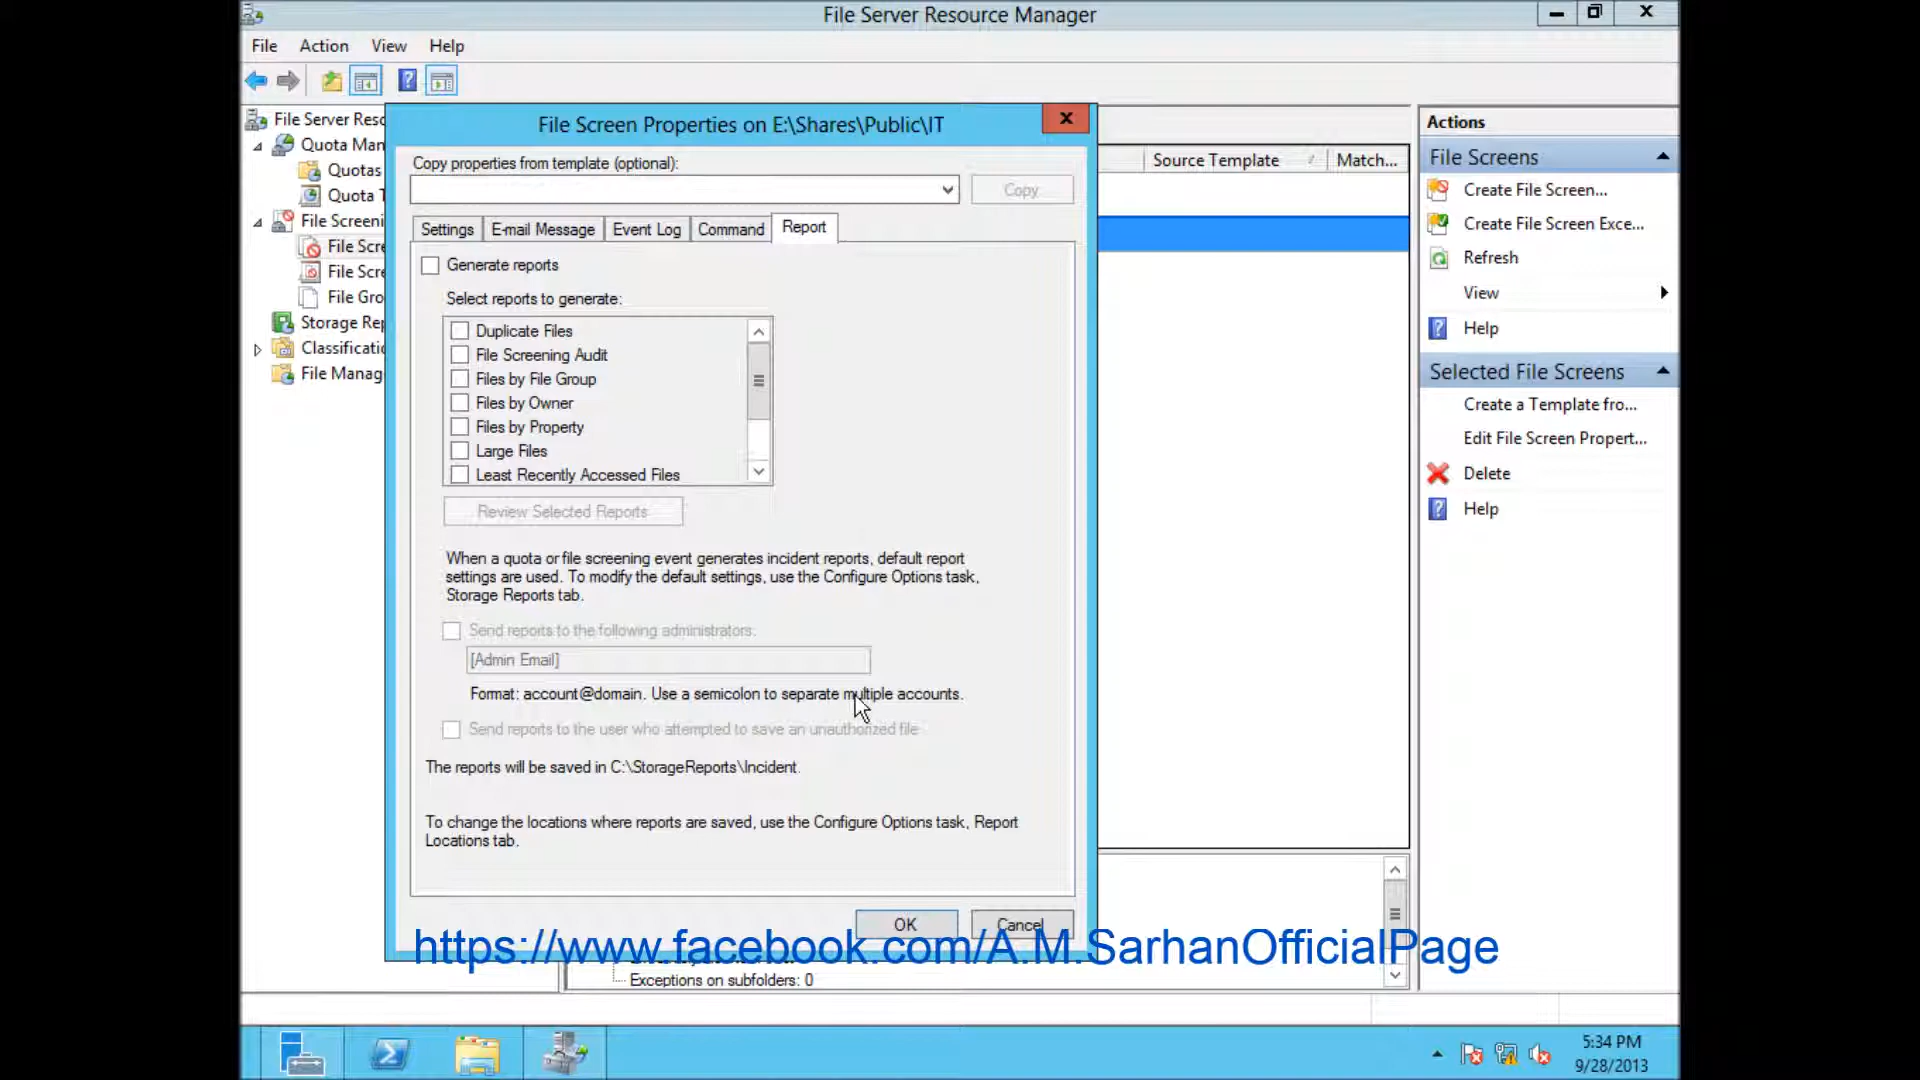 File Server Resource Manager
File Action View Help
File Server Reso
Quota Man
Quotas
Quota T
File Screeni
File Scre
File Scre
File Gro
Storage Rep
Classificatio
File Manag
File Screen Properties on E:\Shares\Public\IT
x
Copy properties from template (optional):
Copy
Settings E-mail Message Event Log Command Report
Generate reports
Select reports to generate:
Duplicate Files
File Screening Audit
Files by File Group
Files by Owner
Files by Property
Large Files
Least Recently Accessed Files
Review Selected Reports
When a quota or file screening event generates incident reports, default report
settings are used. To modify the default settings, use the Configure Options task,
Storage Reports tab.
Send reports to the following administrators:
[Admin Email]
Format: account@domain. Use a semicolon to separate multiple accounts.
Send reports to the user who attempted to save an unauthorized file
The reports will be saved in C:\StorageReports\Incident.
To change the locations where reports are saved, use the Configure Options task, Report
Locations tab.
OK Cancel
Source Template Match...
Exceptions on subfolders: 0
Actions
File Screens
Create File Screen...
Create File Screen Exce...
Refresh
View
Help
Selected File Screens
Create a Template fro...
Edit File Screen Propert...
Delete
Help
https://www.facebook.com/A.M.SarhanOfficialPage
5:34 PM
9/28/2013